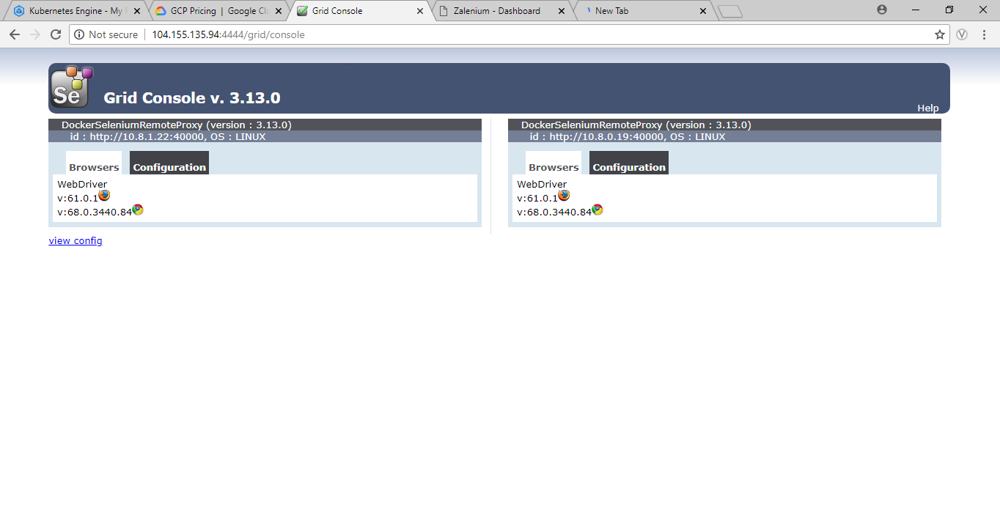 Kubernetes Engine - My
GCP Pricing | Google Cl
Grid Console
Zalenium - Dashboard
New Tab
Not secure
104.155.135.94:4444/grid/console
Se
Grid Console v. 3.13.0
Help
DockerSeleniumRemoteProxy (version : 3.13.0)
id : http://10.8.1.22:40000, OS : LINUX
Browsers
Configuration
WebDriver
v:61.0.1
v:68.0.3440.84
DockerSeleniumRemoteProxy (version : 3.13.0)
id : http://10.8.0.19:40000, OS : LINUX
Browsers
Configuration
WebDriver
v:61.0.1
v:68.0.3440.84
view config